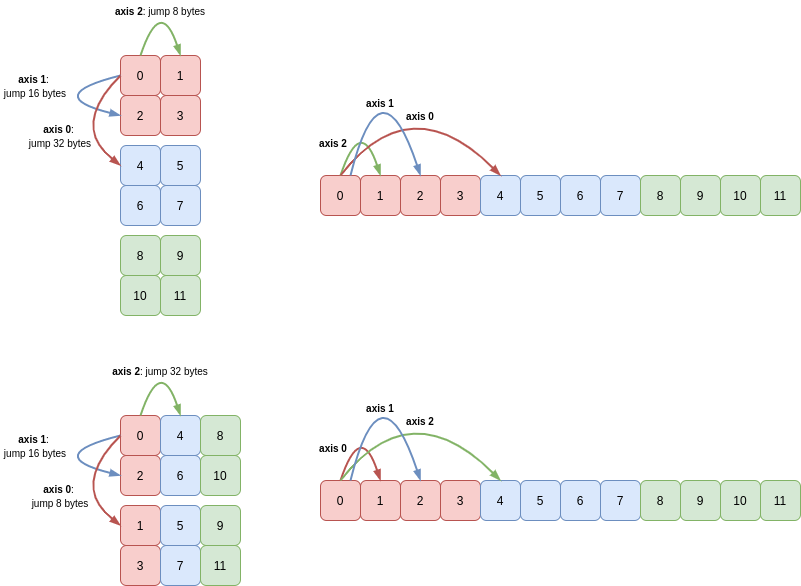 axis 2: jump 8 bytes
0 1
axis 1:
jump 16 bytes
2 3
axis 0:
jump 32 bytes
4 5
6 7
8 9
10 11
axis 1
axis 0
axis 2
0 1 2 3 4 5 6 7 8 9 10 11
axis 2: jump 32 bytes
0 4 8
axis 1:
jump 16 bytes
2 6 10
axis 0:
jump 8 bytes
1 5 9
3 7 11
axis 1
axis 2
axis 0
0 1 2 3 4 5 6 7 8 9 10 11